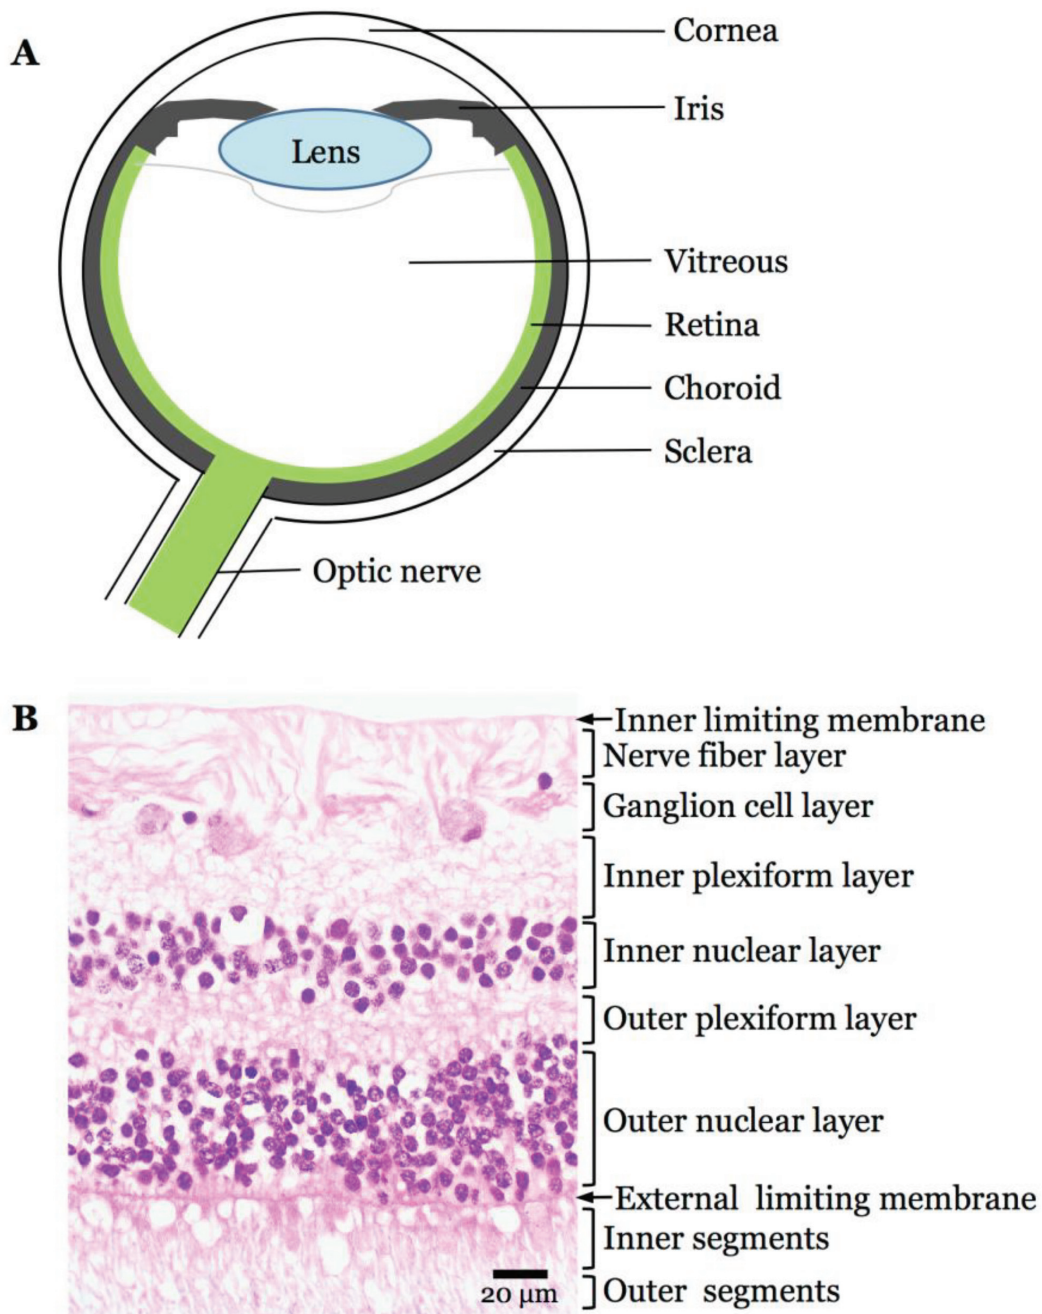 A
Cornea
Iris
Lens
Vitreous
Retina
Choroid
Sclera
Optic nerve
B
Inner limiting membrane
Nerve fiber layer
Ganglion cell layer
Inner plexiform layer
Inner nuclear layer
Outer plexiform layer
Outer nuclear layer
External limiting membrane
Inner segments
20 µm
Outer segments